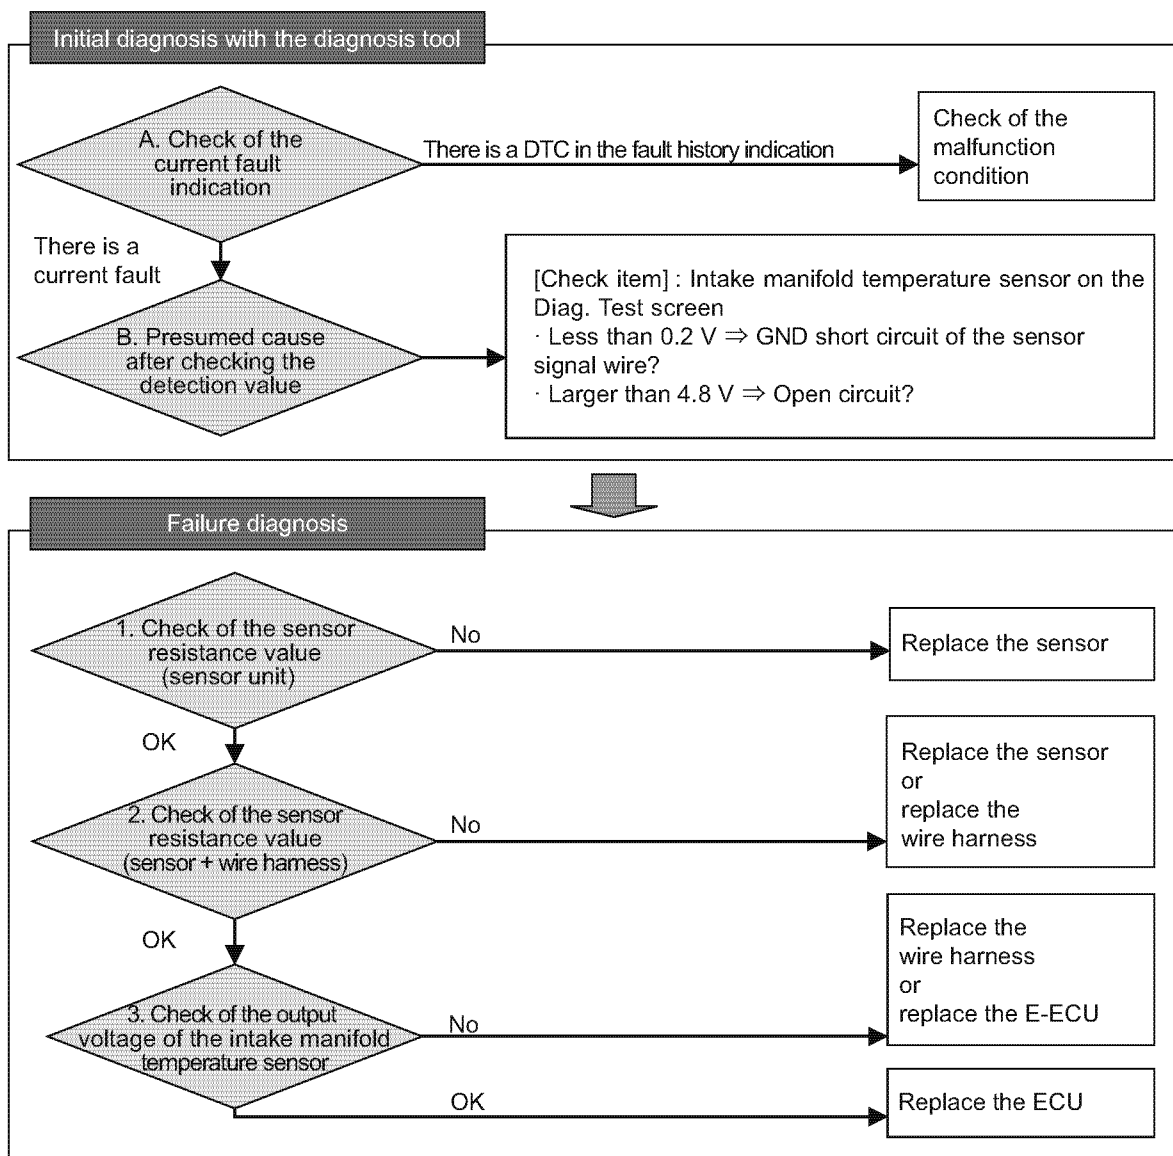 Initial diagnosis with the diagnosis tool
A. Check of the
current fault
indication
There is a DTC in the fault history indication
Check of the
malfunction
condition
There is a
current fault
B. Presumed cause
after checking the
detection value
[Check item] : Intake manifold temperature sensor on the
Diag. Test screen
· Less than 0.2 V ⇒ GND short circuit of the sensor
signal wire?
· Larger than 4.8 V ⇒ Open circuit?
Failure diagnosis
1. Check of the sensor
resistance value
(sensor unit)
No
Replace the sensor
OK
2. Check of the sensor
resistance value
(sensor + wire harness)
No
Replace the sensor
or
replace the
wire harness
OK
3. Check of the output
voltage of the intake manifold
temperature sensor
No
Replace the
wire harness
or
replace the E-ECU
OK
Replace the ECU